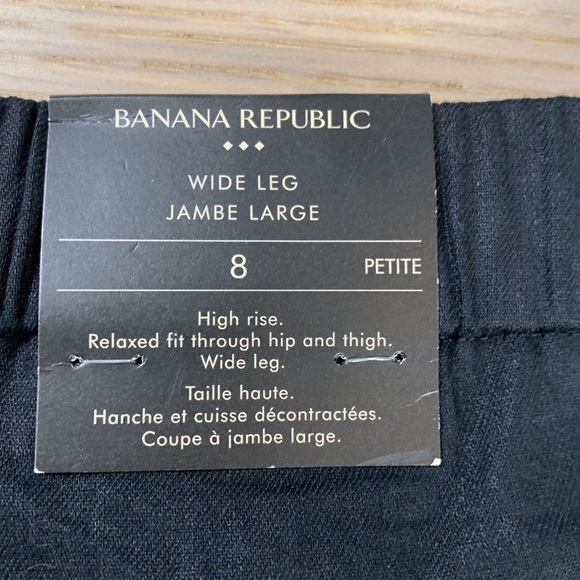 BANANA REPUBLIC
WIDE LEG
JAMBE LARGE
8 PETITE
High rise.
Relaxed fit through hip and thigh.
Wide leg.
Taille haute.
Hanche et cuisse décontractées.
Coupe à jambe large.